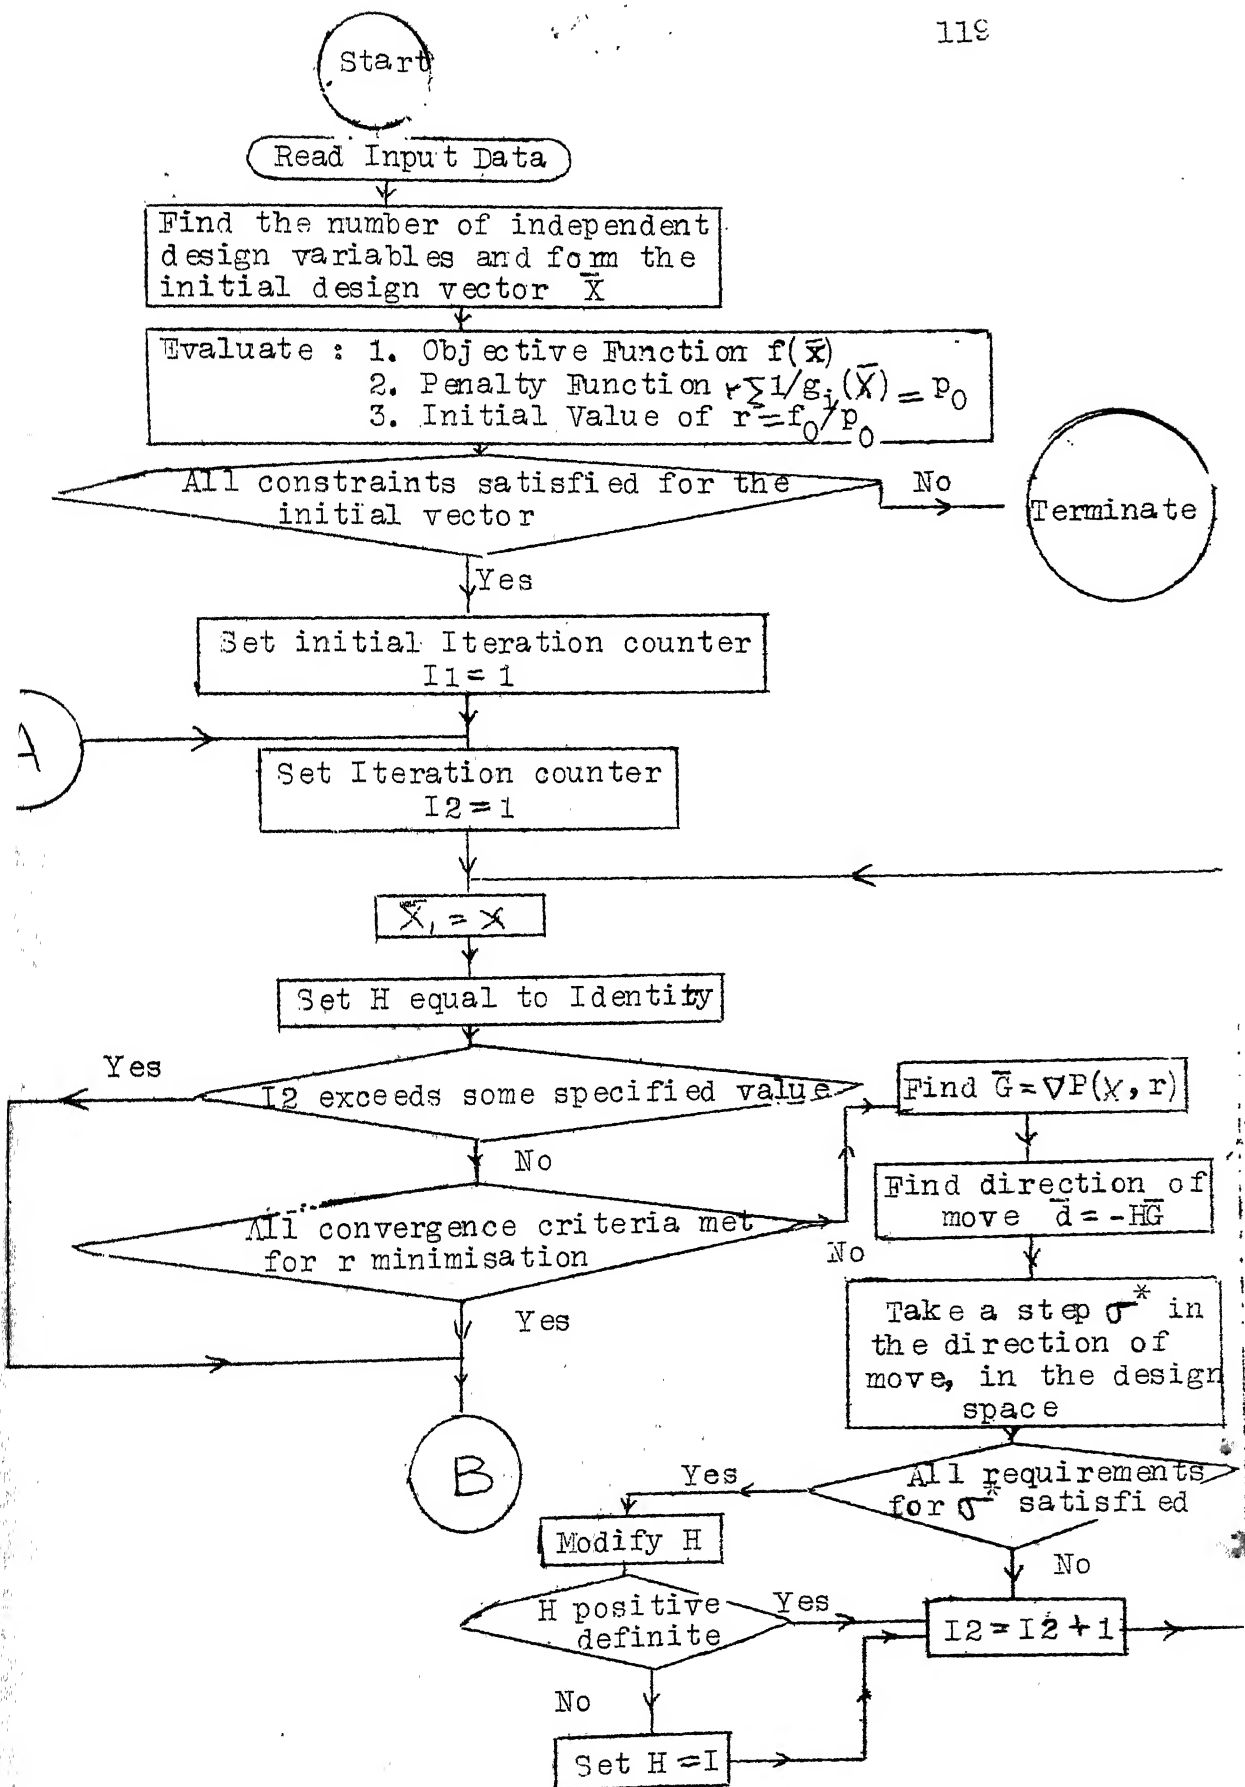 119
Start
Read Input Data
Find the number of independent
design variables and form the
initial design vector X̄
Evaluate : 1. Objective Function f(x̄)
2. Penalty Function r∑1/gᵢ(X̄) = p₀
3. Initial Value of r = f₀/p₀
All constraints satisfied for the
initial vector
No
Terminate
Yes
Set initial Iteration counter
I1 = 1
A
Set Iteration counter
I2 = 1
X̄₁ = X
Set H equal to Identity
Yes
I2 exceeds some specified value
Find Ḡ = ∇P(X, r)
No
Find direction of
move d̄ = -HḠ
All convergence criteria met
for r minimisation
No
Yes
Take a step σ* in
the direction of
move, in the design
space
B
Yes
All requirements
for σ* satisfied
Modify H
No
H positive
definite
Yes
I2 = I2 + 1
No
Set H = I